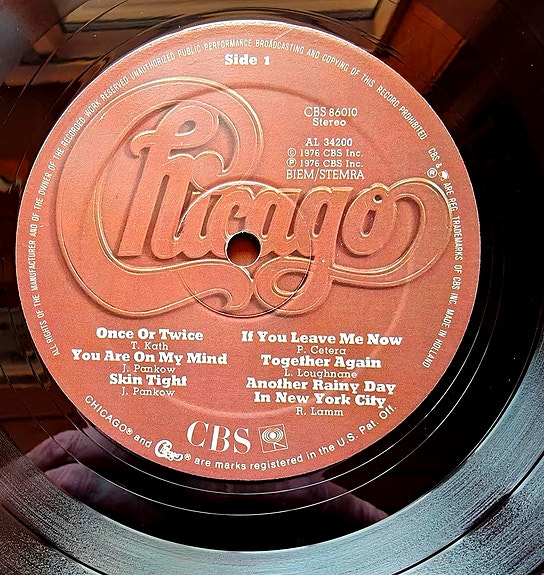 ALL RIGHTS OF THE MANUFACTURER AND OF THE OWNER OF THE RECORDED WORK RESERVED UNAUTHORIZED PUBLIC PERFORMANCE BROADCASTING AND COPYING OF THIS RECORD PROHIBITED CBS & ARE REG. TRADEMARKS OF CBS INC. MADE IN HOLLAND
Side 1
CBS 86010
Stereo
AL 34200
© 1976 CBS Inc.
℗ 1976 CBS Inc.
BIEM/STEMRA
®
Chicago
Once Or Twice
T. Kath
You Are On My Mind
J. Pankow
Skin Tight
J. Pankow
If You Leave Me Now
P. Cetera
Together Again
L. Loughnane
Another Rainy Day
In New York City
R. Lamm
CBS
CHICAGO® and Chicago® are marks registered in the U.S. Pat. Off.